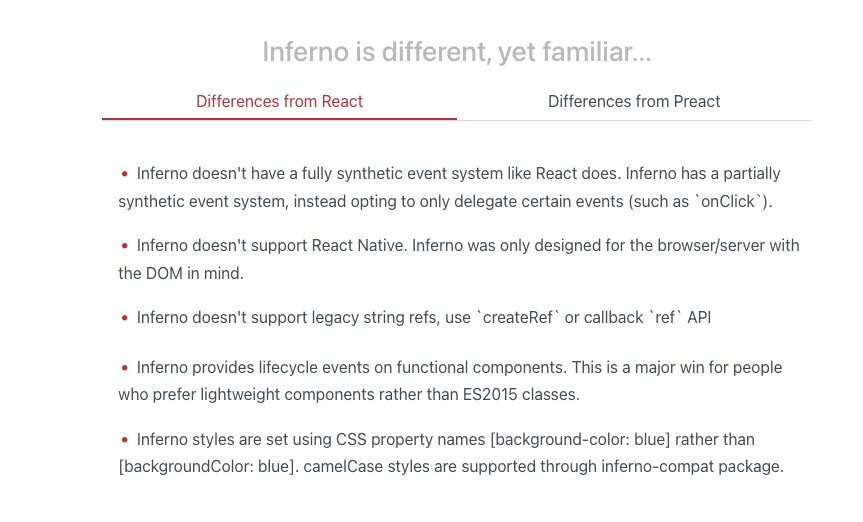 Inferno is different, yet familiar...
Differences from React
Differences from Preact
• Inferno doesn't have a fully synthetic event system like React does. Inferno has a partially
synthetic event system, instead opting to only delegate certain events (such as `onClick`).
• Inferno doesn't support React Native. Inferno was only designed for the browser/server with
the DOM in mind.
• Inferno doesn't support legacy string refs, use `createRef` or callback `ref` API
• Inferno provides lifecycle events on functional components. This is a major win for people
who prefer lightweight components rather than ES2015 classes.
• Inferno styles are set using CSS property names [background-color: blue] rather than
[backgroundColor: blue]. camelCase styles are supported through inferno-compat package.